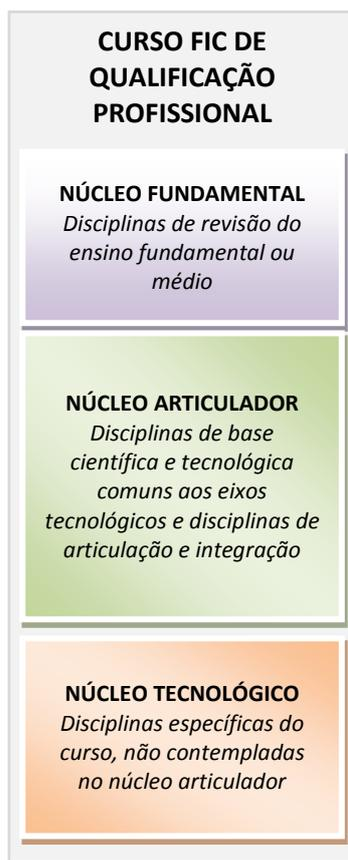 CURSO FIC DE
QUALIFICAÇÃO
PROFISSIONAL
NÚCLEO FUNDAMENTAL
Disciplinas de revisão do
ensino fundamental ou
médio
NÚCLEO ARTICULADOR
Disciplinas de base
científica e tecnológica
comuns aos eixos
tecnológicos e disciplinas de
articulação e integração
NÚCLEO TECNOLÓGICO
Disciplinas específicas do
curso, não contempladas
no núcleo articulador